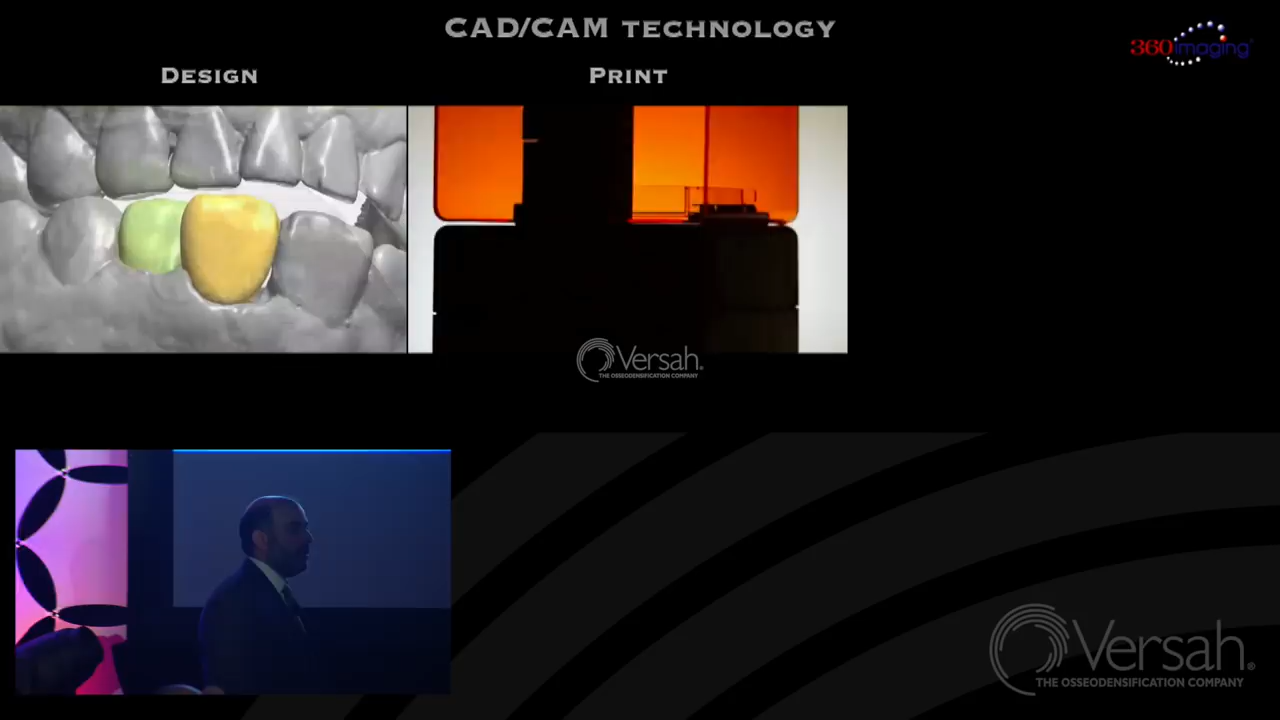 CAD/CAM TECHNOLOGY
360imaging
DESIGN
PRINT
Versah.
THE OSSEODENSIFICATION COMPANY
Versah®
THE OSSEODENSIFICATION COMPANY